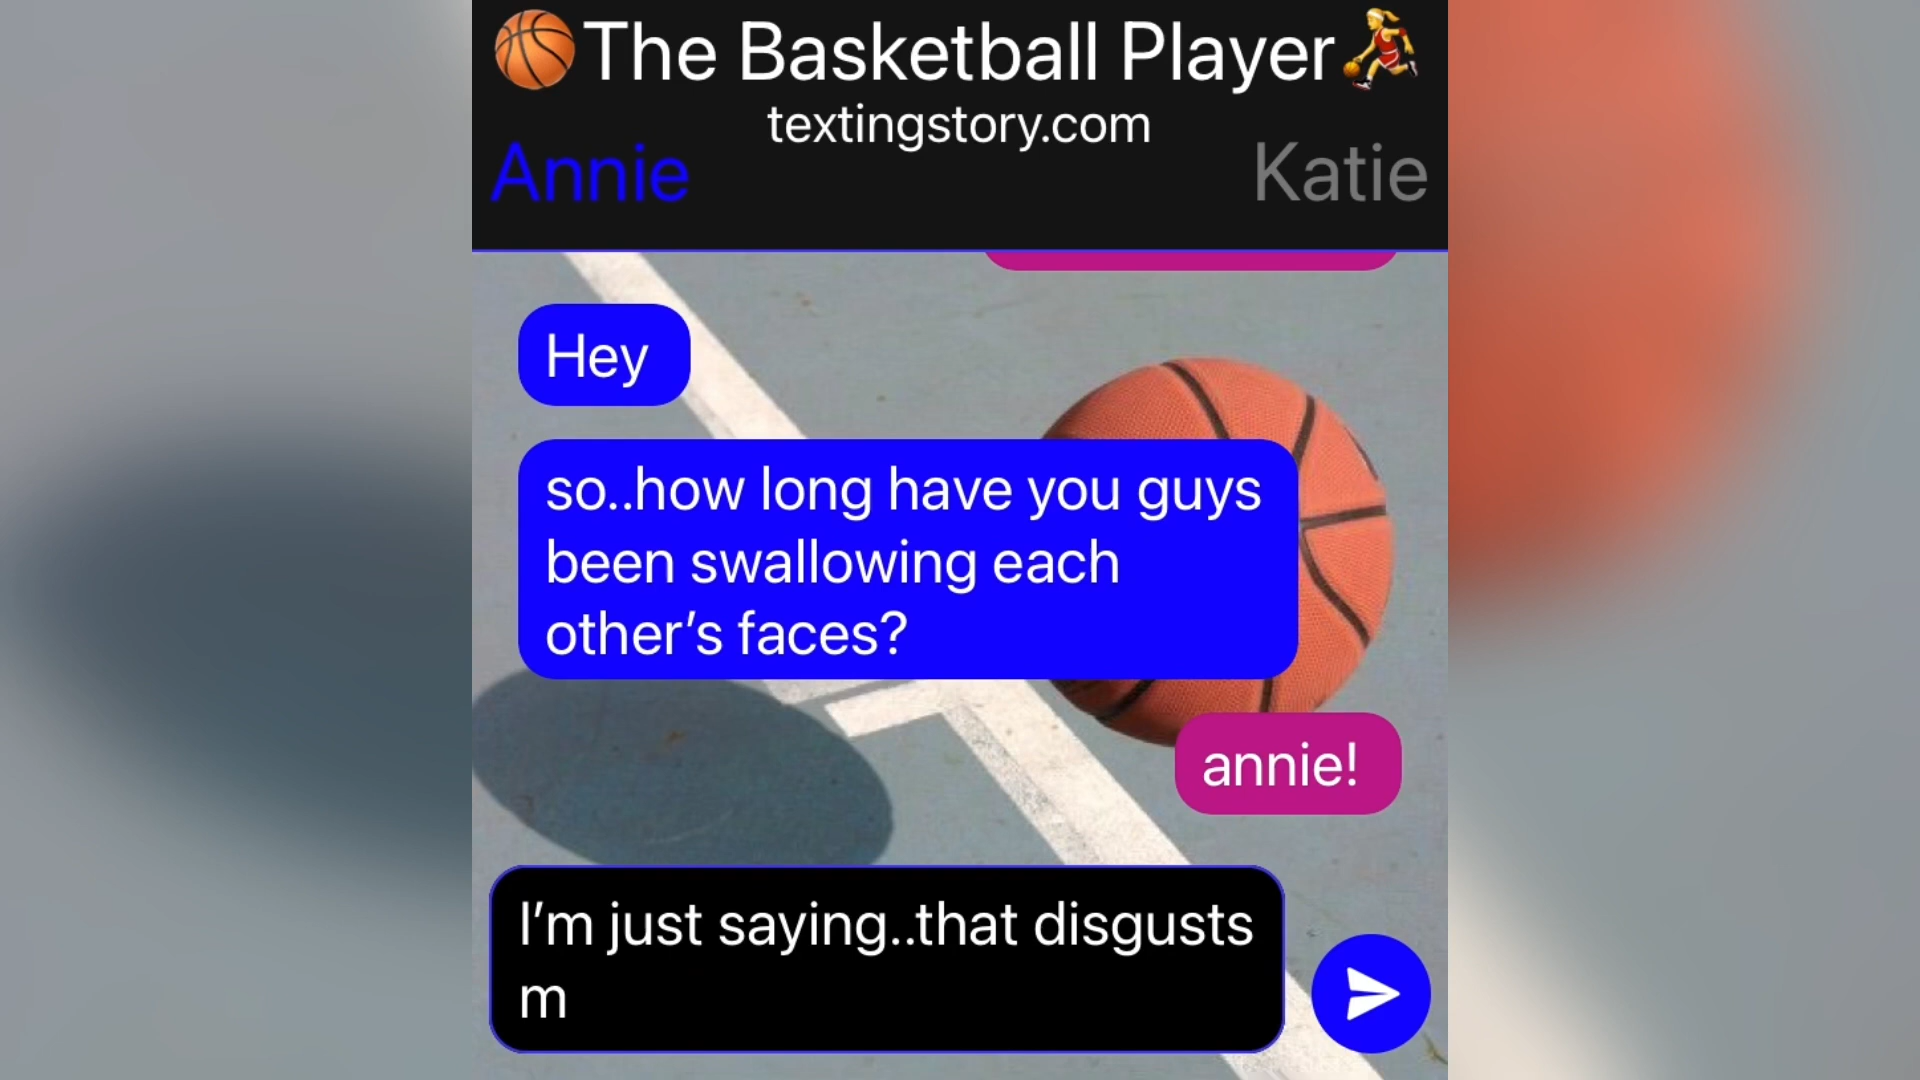 🏀The Basketball Player⛹️‍♀️
textingstory.com
Annie
Katie
Hey
so..how long have you guys
been swallowing each
other’s faces?
annie!
I’m just saying..that disgusts
m